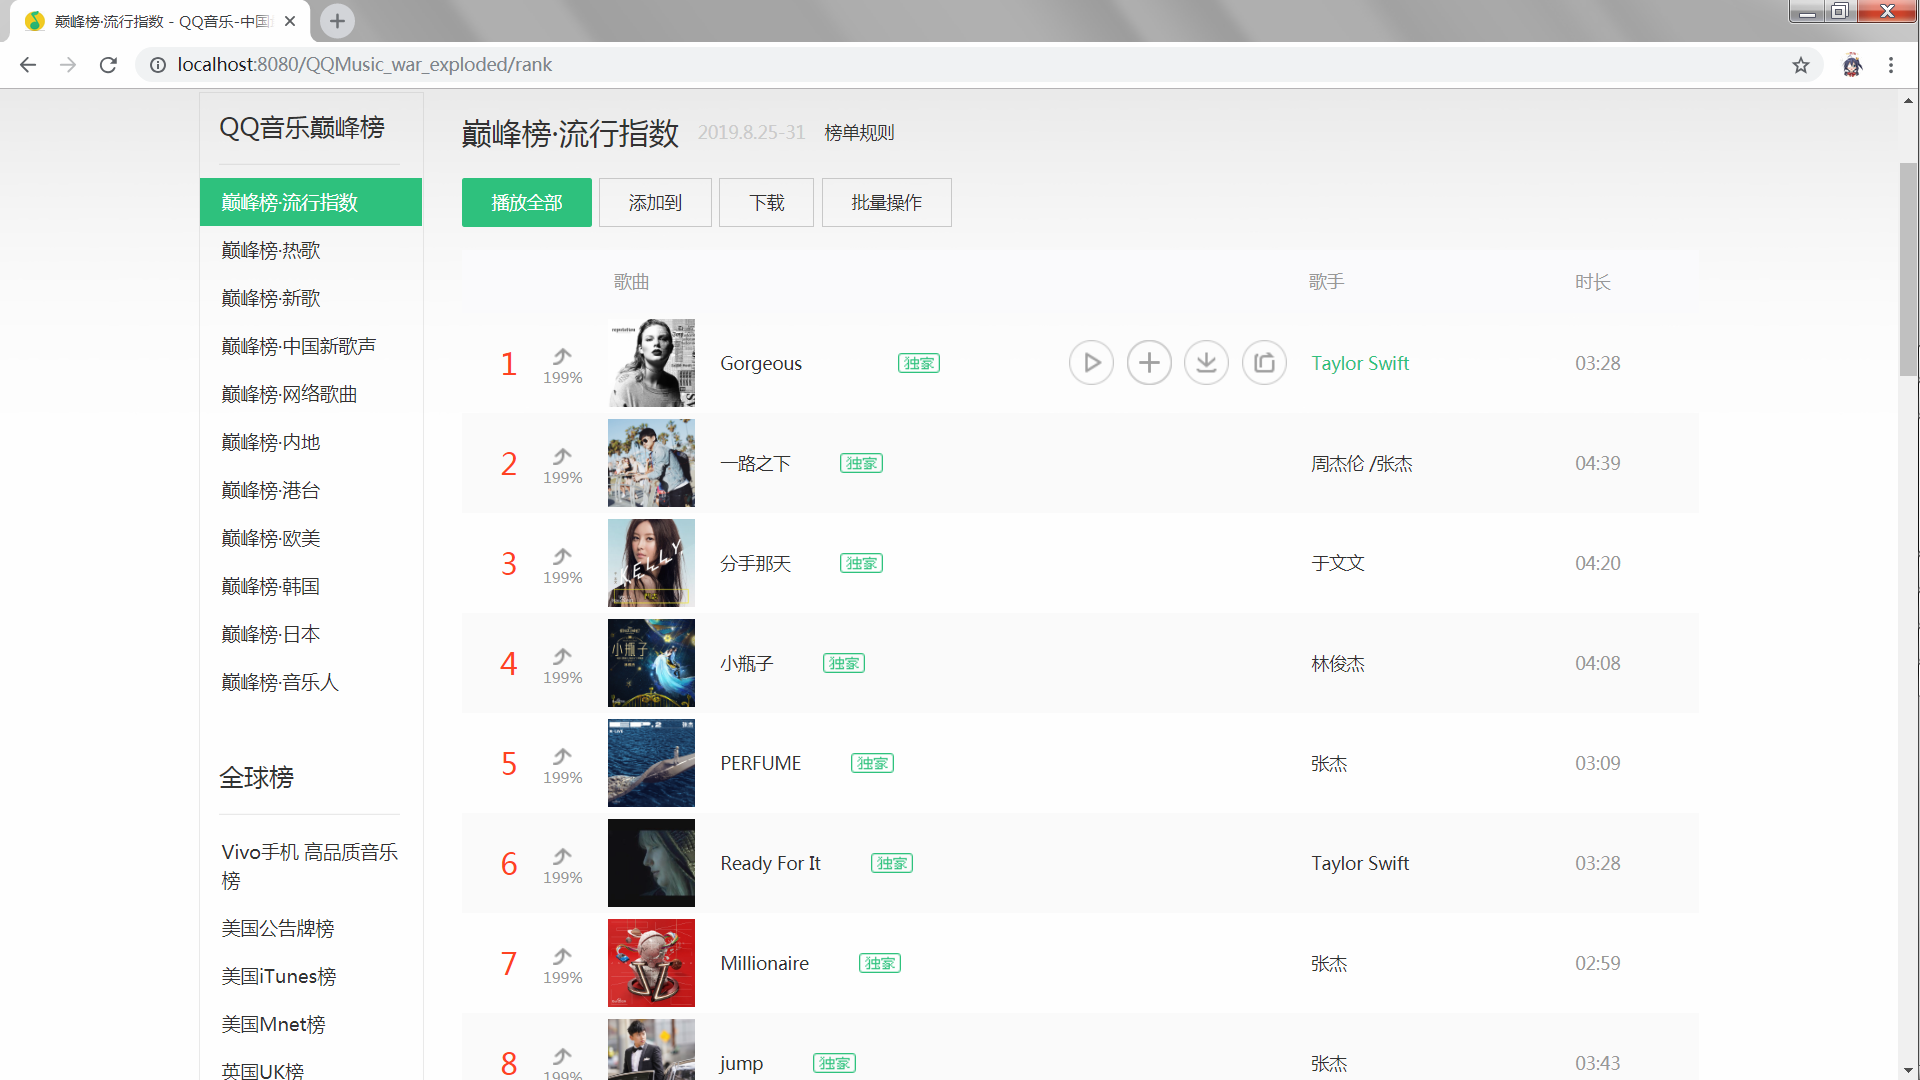 巅峰榜·流行指数 - QQ音乐-中国
localhost:8080/QQMusic_war_exploded/rank
QQ音乐巅峰榜
巅峰榜·流行指数
巅峰榜·热歌
巅峰榜·新歌
巅峰榜·中国新歌声
巅峰榜·网络歌曲
巅峰榜·内地
巅峰榜·港台
巅峰榜·欧美
巅峰榜·韩国
巅峰榜·日本
巅峰榜·音乐人
全球榜
Vivo手机 高品质音乐
榜
美国公告牌榜
美国iTunes榜
美国Mnet榜
英国UK榜
巅峰榜·流行指数 2019.8.25-31 榜单规则
播放全部 添加到 下载 批量操作
歌曲 歌手 时长
1 199% Gorgeous 独家 Taylor Swift 03:28
2 199% 一路之下 独家 周杰伦 /张杰 04:39
3 199% 分手那天 独家 于文文 04:20
KELLY
4 199% 小瓶子 独家 林俊杰 04:08
小瓶子
5 199% PERFUME 独家 张杰 03:09
6 199% Ready For It 独家 Taylor Swift 03:28
7 199% Millionaire 独家 张杰 02:59
8 199% jump 独家 张杰 03:43